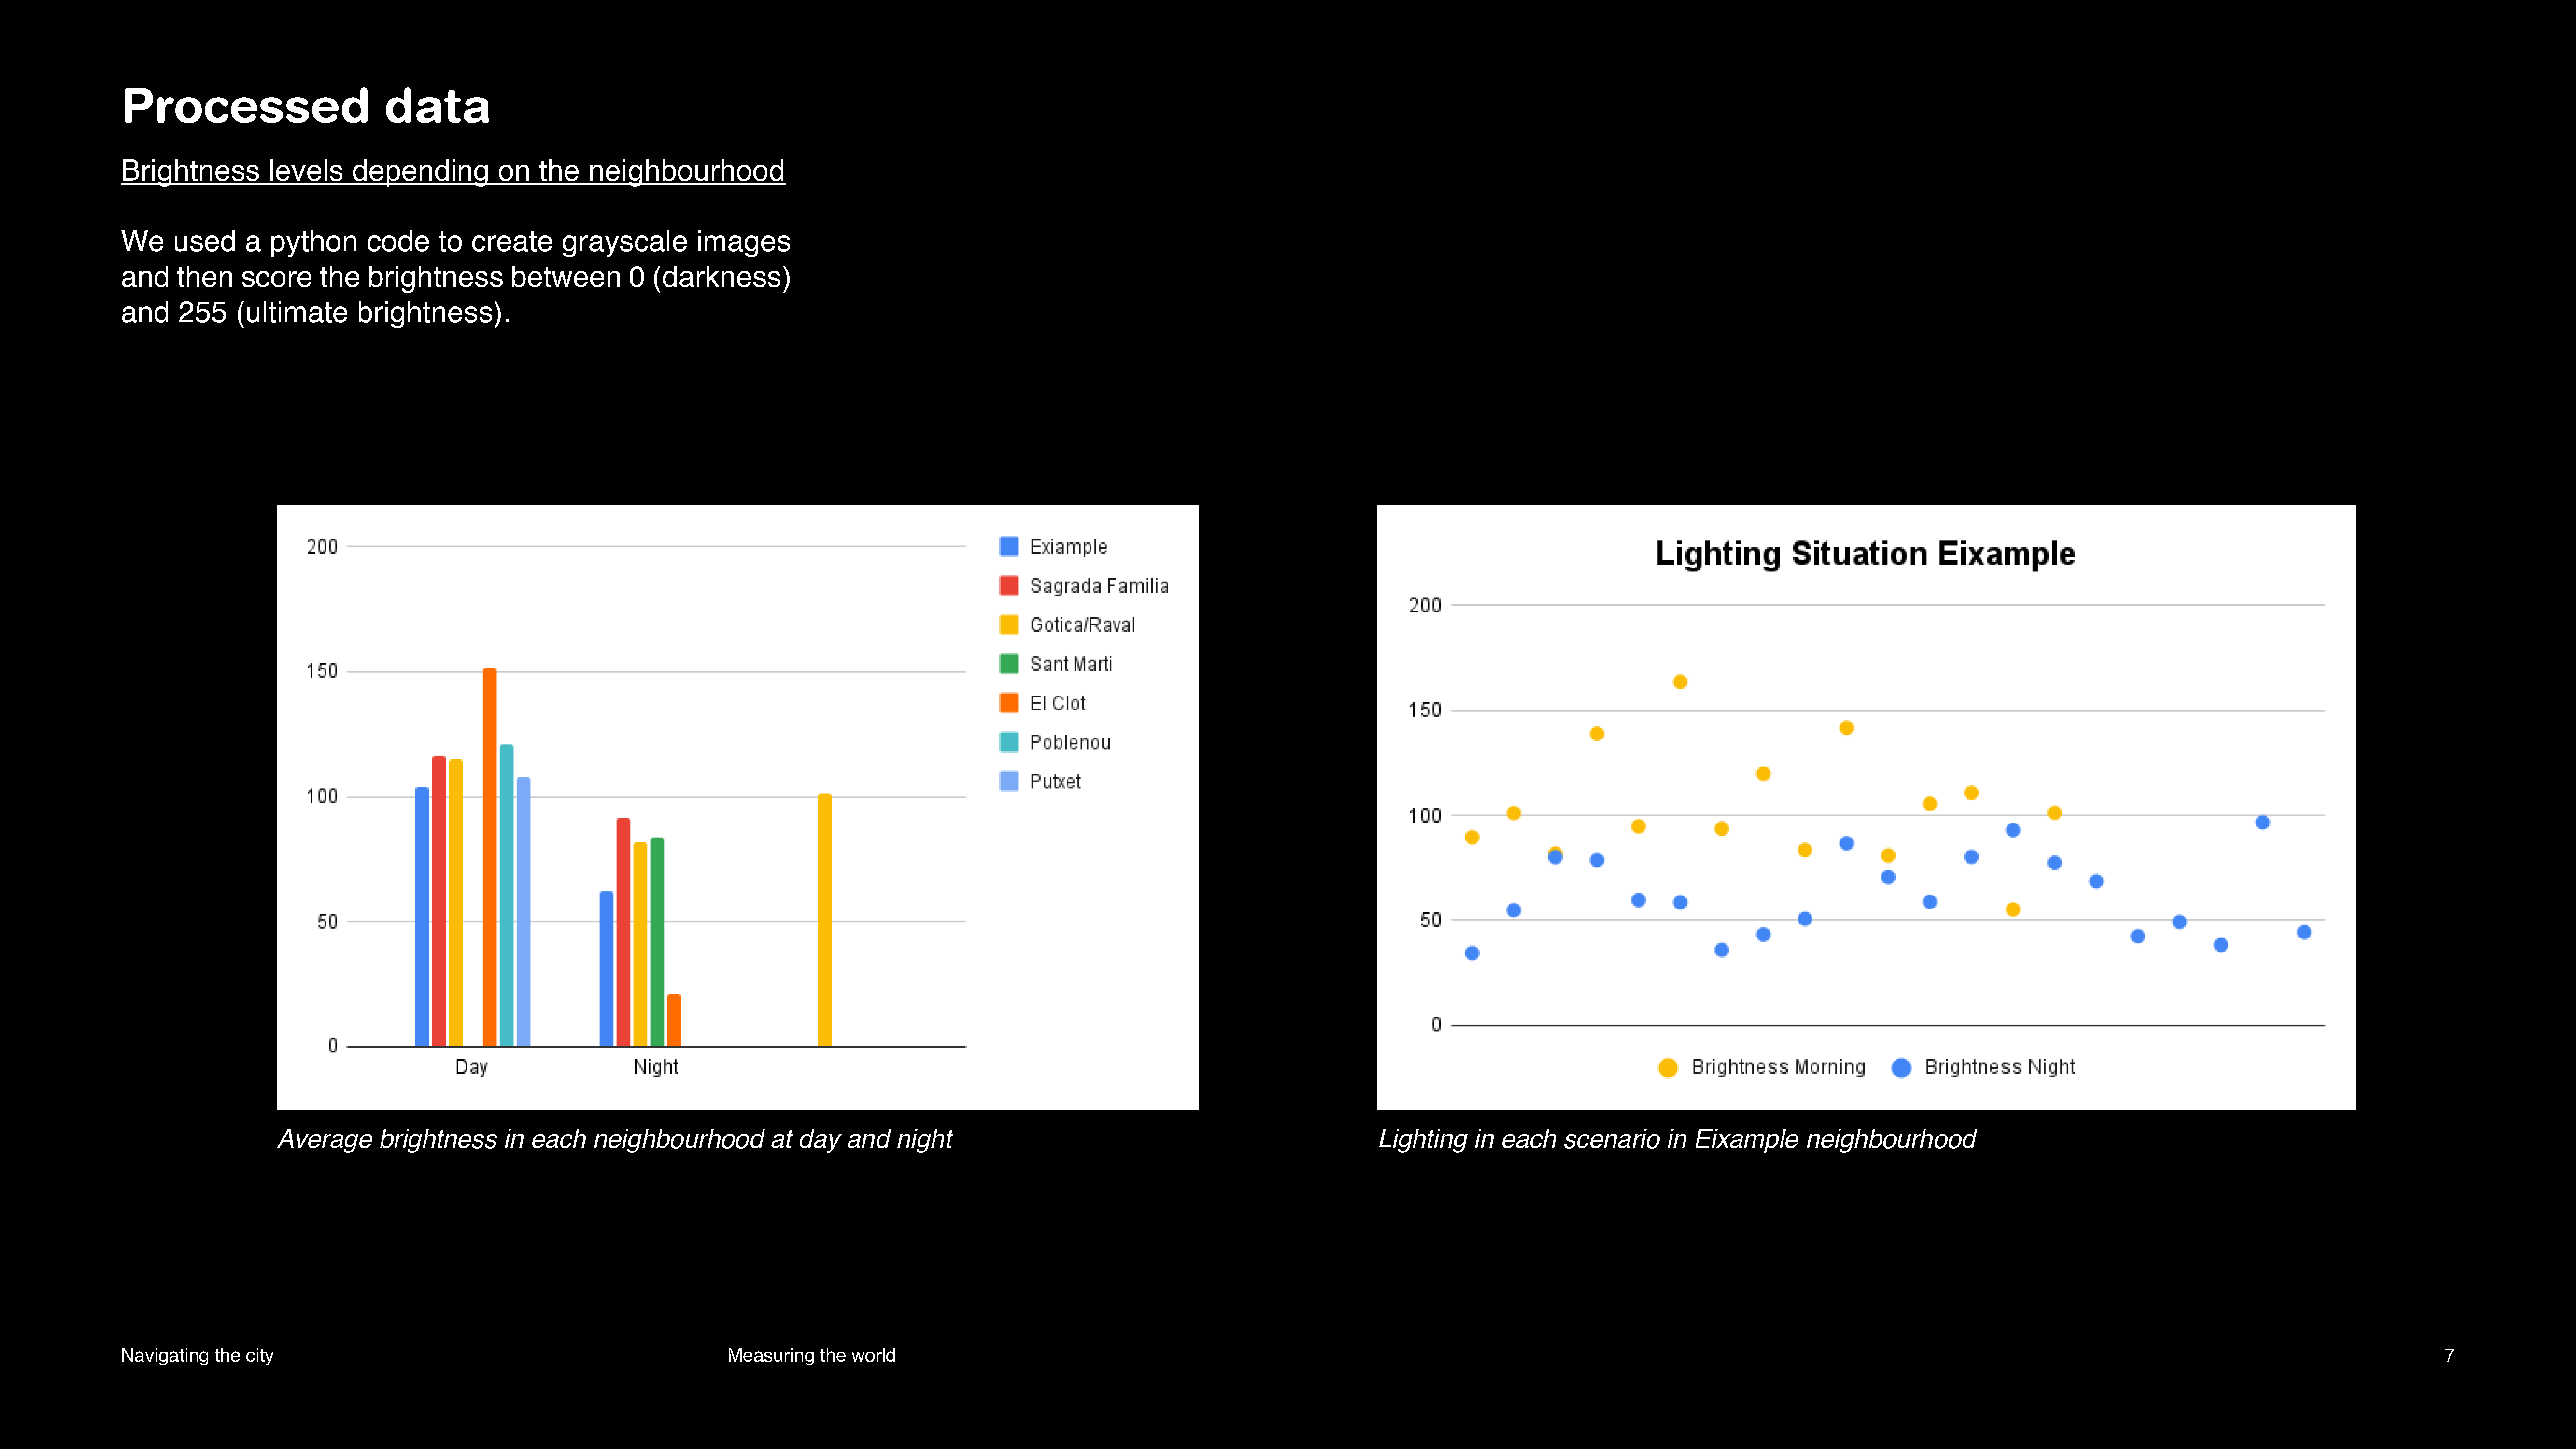 Processed data
Brightness levels depending on the neighbourhood
We used a python code to create grayscale images
and then score the brightness between 0 (darkness)
and 255 (ultimate brightness).
200
150
100
50
0
Day
Night
Exiample
Sagrada Familia
Gotica/Raval
Sant Marti
El Clot
Poblenou
Putxet
Average brightness in each neighbourhood at day and night
Lighting Situation Eixample
200
150
100
50
0
Brightness Morning
Brightness Night
Lighting in each scenario in Eixample neighbourhood
Navigating the city
Measuring the world
7